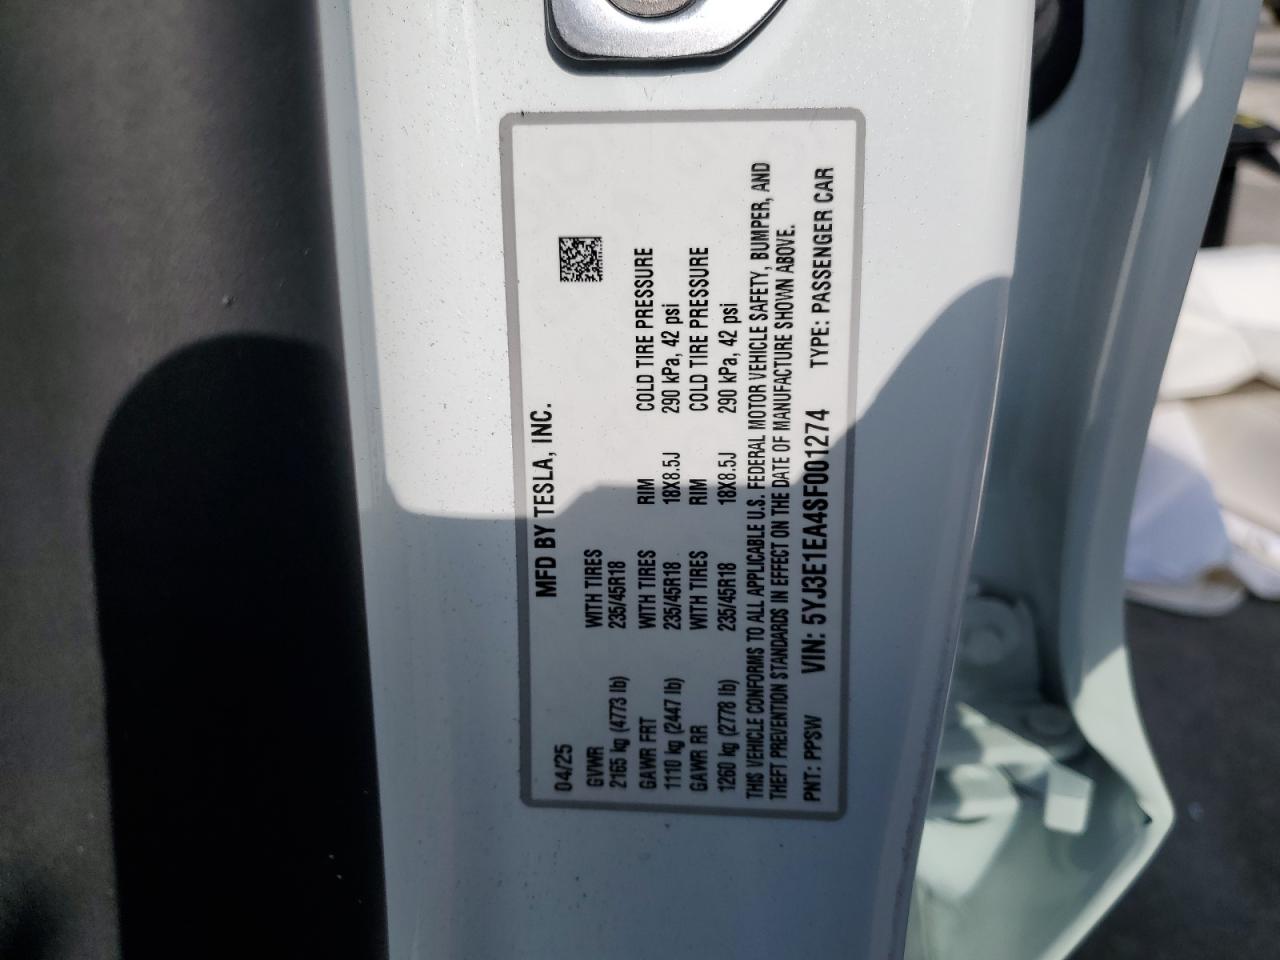 MFD BY TESLA, INC.
04/25
GVWR WITH TIRES
2165 kg (4773 lb) 235/45R18
GAWR FRT WITH TIRES RIM COLD TIRE PRESSURE
1110 kg (2447 lb) 235/45R18 18X8.5J 290 kPa, 42 psi
GAWR RR WITH TIRES RIM COLD TIRE PRESSURE
1260 kg (2778 lb) 235/45R18 18X8.5J 290 kPa, 42 psi
THIS VEHICLE CONFORMS TO ALL APPLICABLE U.S. FEDERAL MOTOR VEHICLE SAFETY, BUMPER, AND
THEFT PREVENTION STANDARDS IN EFFECT ON THE DATE OF MANUFACTURE SHOWN ABOVE.
PNT: PPSW VIN: 5YJ3E1EA4SF001274 TYPE: PASSENGER CAR